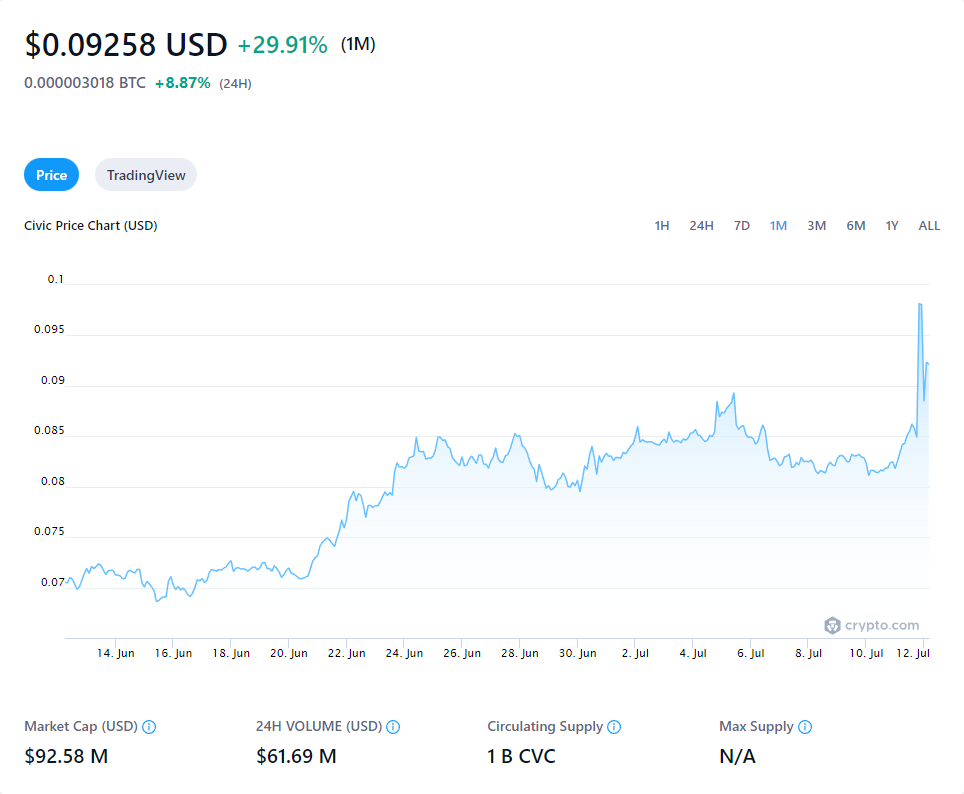 $0.09258 USD +29.91% (1M)
0.000003018 BTC +8.87% (24H)
Price TradingView
Civic Price Chart (USD) 1H 24H 7D 1M 3M 6M 1Y ALL
0.1
0.095
0.09
0.085
0.08
0.075
0.07
crypto.com
14. Jun 16. Jun 18. Jun 20. Jun 22. Jun 24. Jun 26. Jun 28. Jun 30. Jun 2. Jul 4. Jul 6. Jul 8. Jul 10. Jul 12. Jul
Market Cap (USD) 24H VOLUME (USD) Circulating Supply Max Supply
$92.58 M $61.69 M 1 B CVC N/A